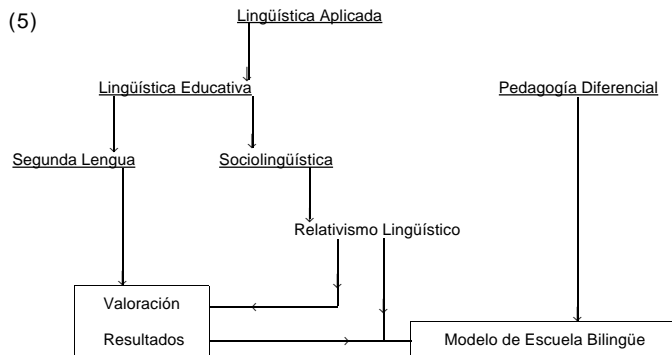 (5)
Lingüística Aplicada
Lingüística Educativa
Pedagogía Diferencial
Segunda Lengua
Sociolingüística
Relativismo Lingüístico
Valoración
Resultados
Modelo de Escuela Bilingüe